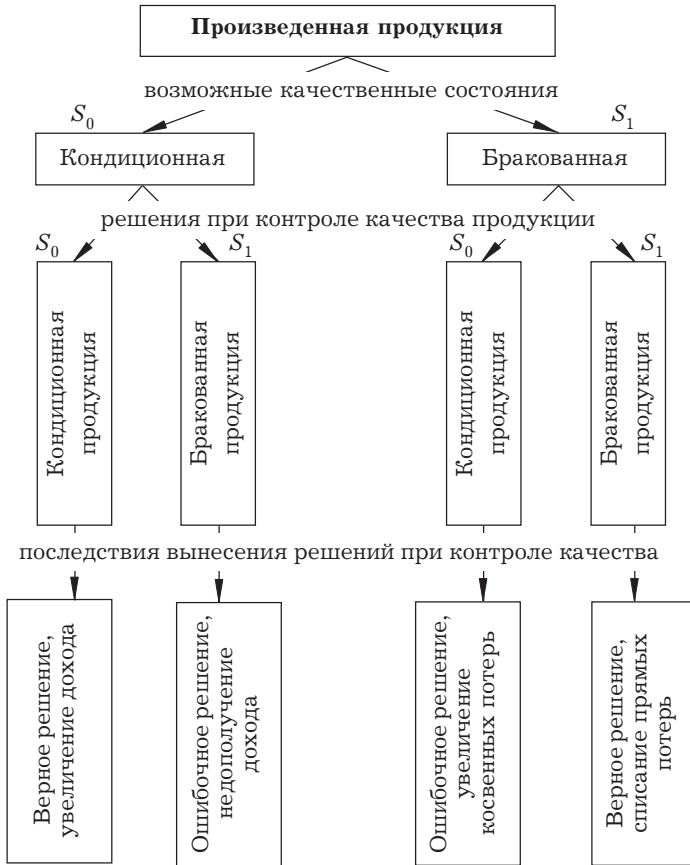 Произведенная продукция
возможные качественные состояния
S₀
S₁
Кондиционная
Бракованная
решения при контроле качества продукции
S₀
S₁
S₀
S₁
Кондиционная
продукция
Бракованная
продукция
Кондиционная
продукция
Бракованная
продукция
последствия вынесения решений при контроле качества
Верное решение,
увеличение дохода
Ошибочное решение,
недополучение
дохода
Ошибочное решение,
увеличение
косвенных потерь
Верное решение,
списание прямых
потерь